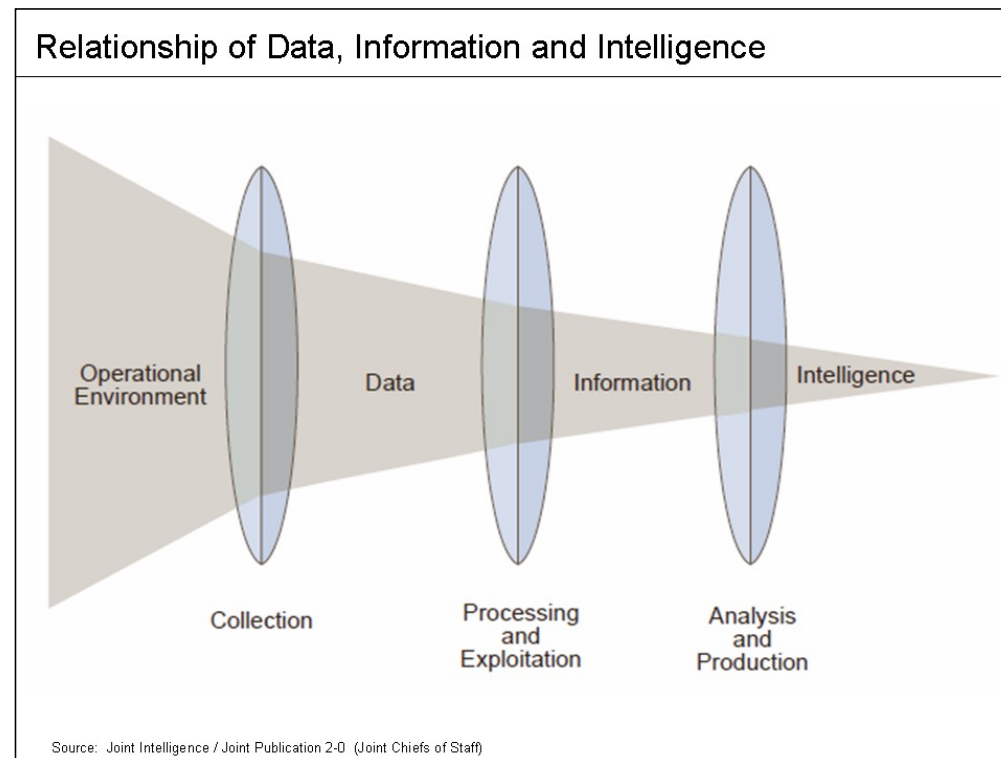 Relationship of Data, Information and Intelligence
Operational
Environment
Data
Information
Intelligence
Collection
Processing
and
Exploitation
Analysis
and
Production
Source: Joint Intelligence / Joint Publication 2-0 (Joint Chiefs of Staff)